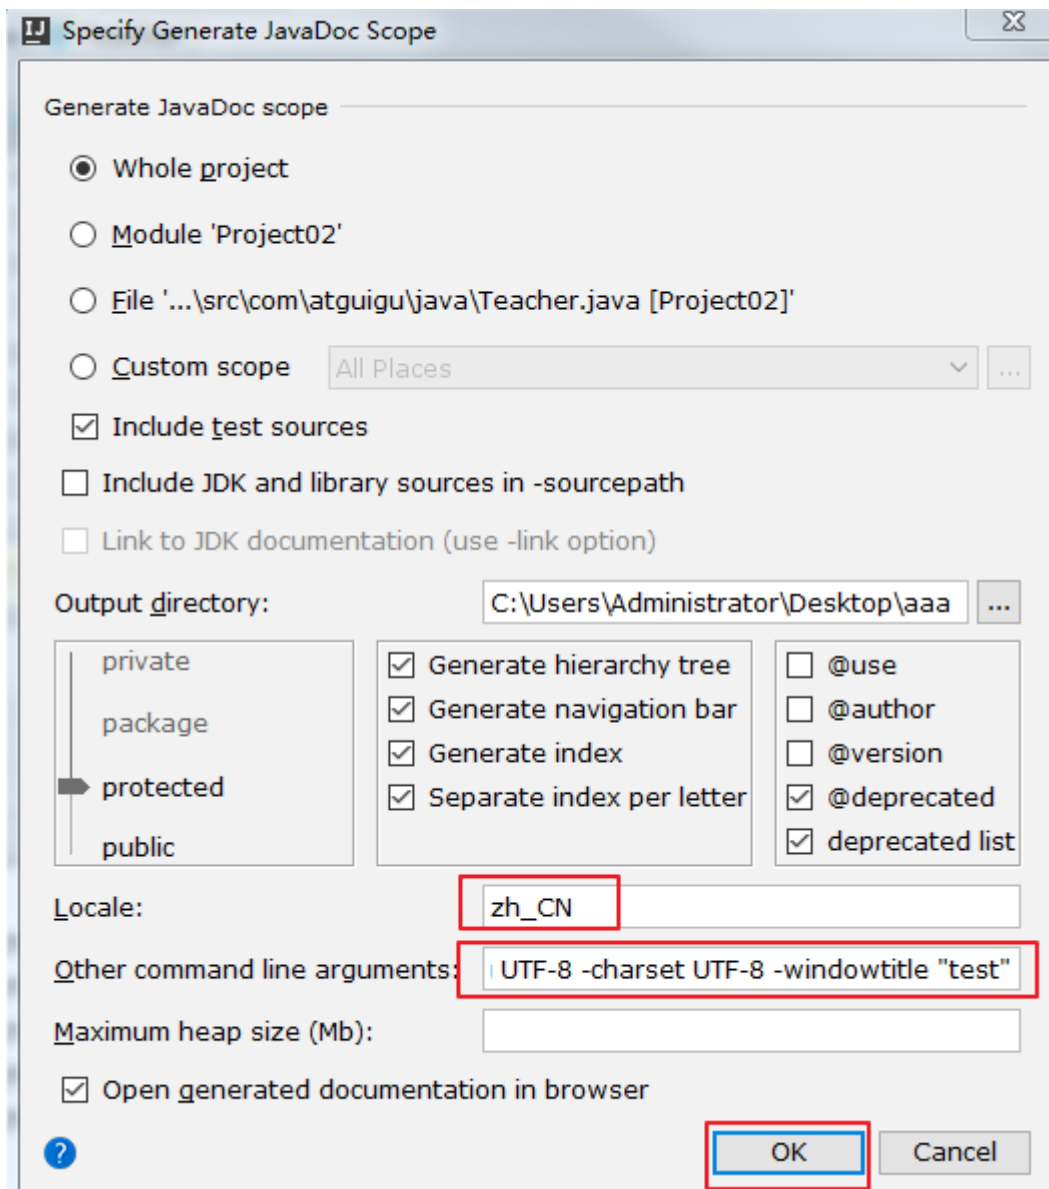 Specify Generate JavaDoc Scope
Generate JavaDoc scope
Whole project
Module 'Project02'
File '...\src\com\atguigu\java\Teacher.java [Project02]'
Custom scope All Places ...
Include test sources
Include JDK and library sources in -sourcepath
Link to JDK documentation (use -link option)
Output directory: C:\Users\Administrator\Desktop\aaa ...
private
package
protected
public
Generate hierarchy tree
Generate navigation bar
Generate index
Separate index per letter
@use
@author
@version
@deprecated
deprecated list
Locale: zh_CN
Other command line arguments: UTF-8 -charset UTF-8 -windowtitle "test"
Maximum heap size (Mb):
Open generated documentation in browser
? OK Cancel